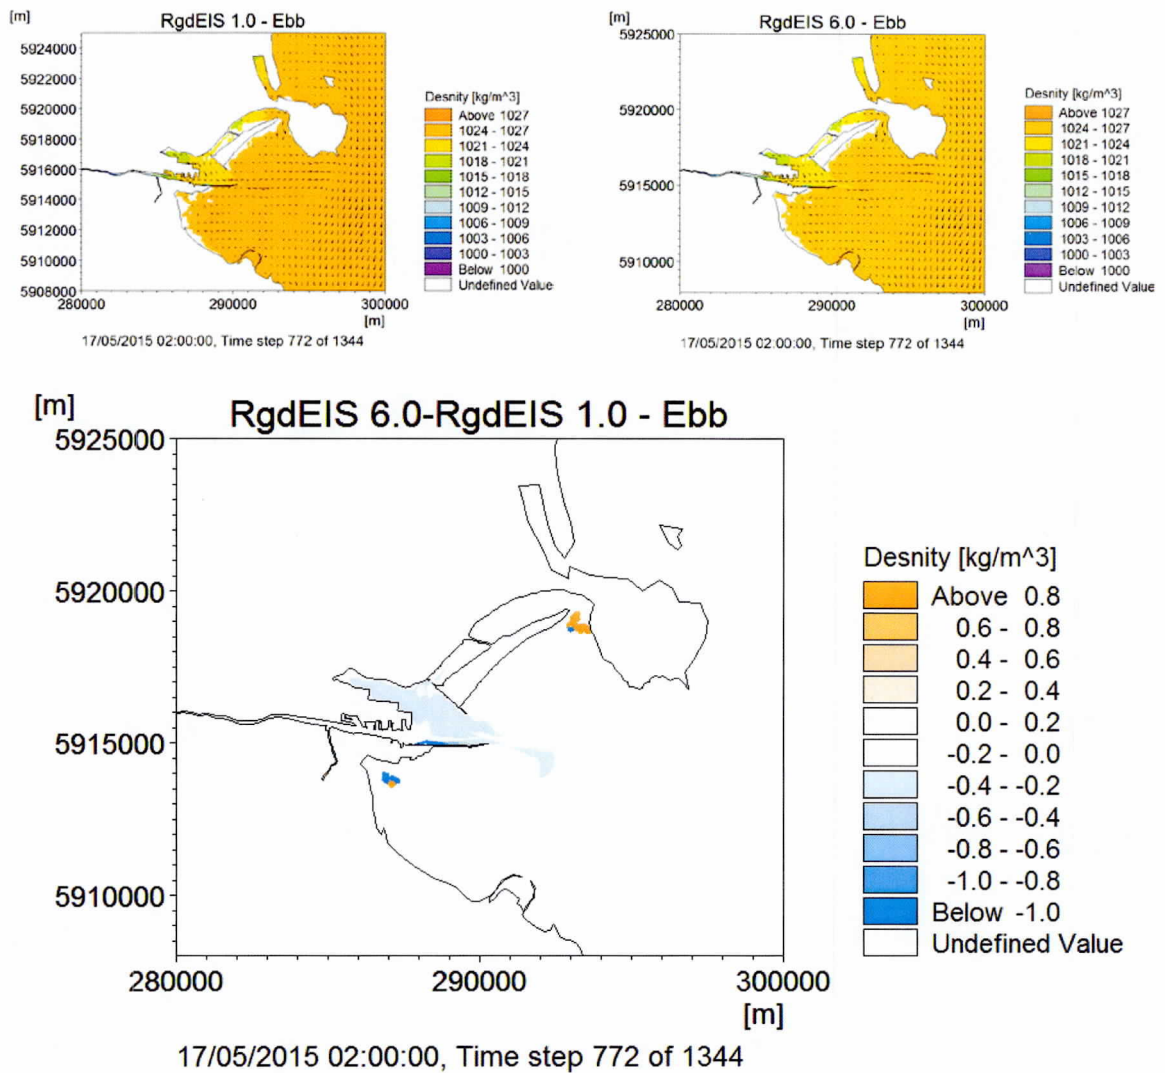 [m]
RgdEIS 1.0 - Ebb
5924000
5922000
5920000
5918000
5916000
5914000
5912000
5910000
5908000
280000
290000
300000
[m]
Desnity [kg/m^3]
Above 1027
1024 - 1027
1021 - 1024
1018 - 1021
1015 - 1018
1012 - 1015
1009 - 1012
1006 - 1009
1003 - 1006
1000 - 1003
Below 1000
Undefined Value
17/05/2015 02:00:00, Time step 772 of 1344
[m]
RgdEIS 6.0 - Ebb
5925000
5920000
5915000
5910000
280000
290000
300000
[m]
Desnity [kg/m^3]
Above 1027
1024 - 1027
1021 - 1024
1018 - 1021
1015 - 1018
1012 - 1015
1009 - 1012
1006 - 1009
1003 - 1006
1000 - 1003
Below 1000
Undefined Value
17/05/2015 02:00:00, Time step 772 of 1344
[m]
RgdEIS 6.0-RgdEIS 1.0 - Ebb
5925000
5920000
5915000
5910000
280000
290000
300000
[m]
Desnity [kg/m^3]
Above 0.8
0.6 - 0.8
0.4 - 0.6
0.2 - 0.4
0.0 - 0.2
-0.2 - 0.0
-0.4 - -0.2
-0.6 - -0.4
-0.8 - -0.6
-1.0 - -0.8
Below -1.0
Undefined Value
17/05/2015 02:00:00, Time step 772 of 1344